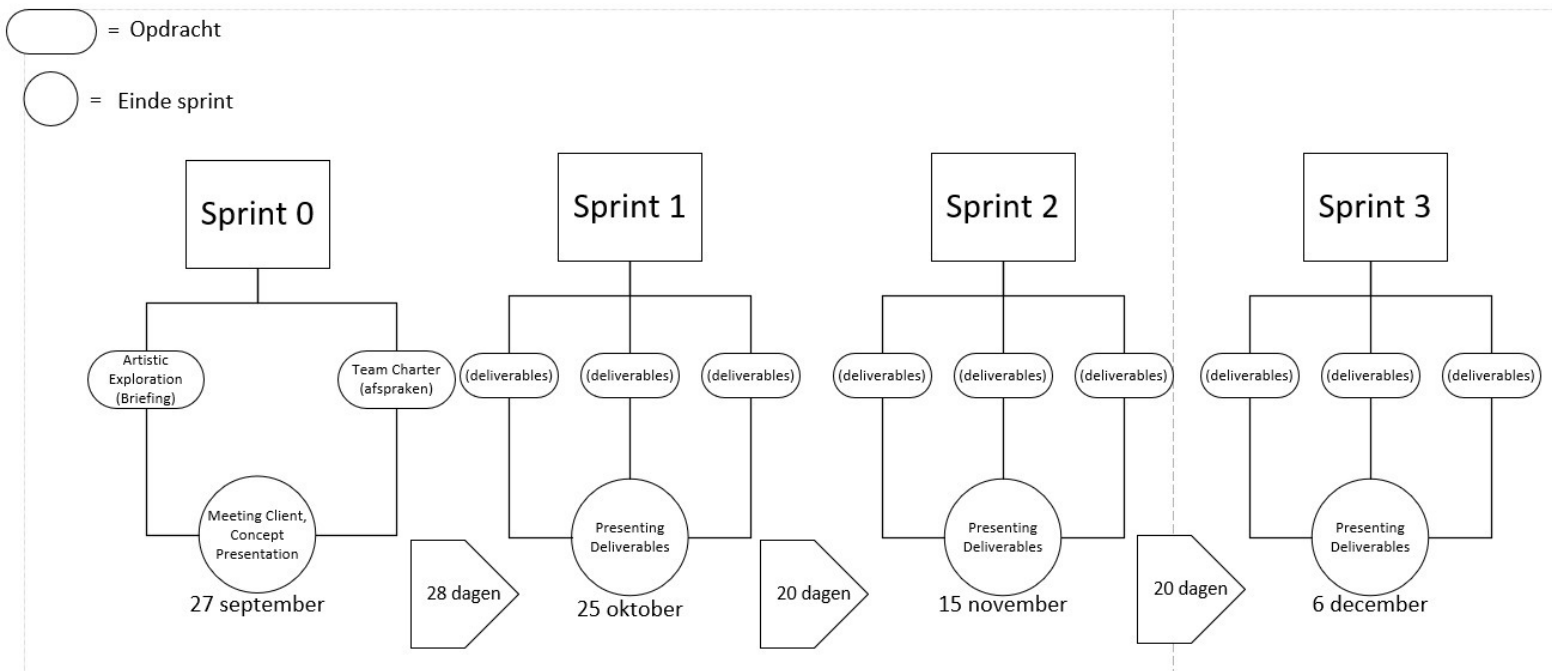 = Opdracht
= Einde sprint
Sprint 0
Sprint 1
Sprint 2
Sprint 3
Artistic
Exploration
(Briefing)
Team Charter
(afspraken)
(deliverables)
(deliverables)
(deliverables)
(deliverables)
(deliverables)
(deliverables)
(deliverables)
(deliverables)
(deliverables)
Meeting Client,
Concept
Presentation
Presenting
Deliverables
Presenting
Deliverables
Presenting
Deliverables
28 dagen
20 dagen
20 dagen
27 september
25 oktober
15 november
6 december